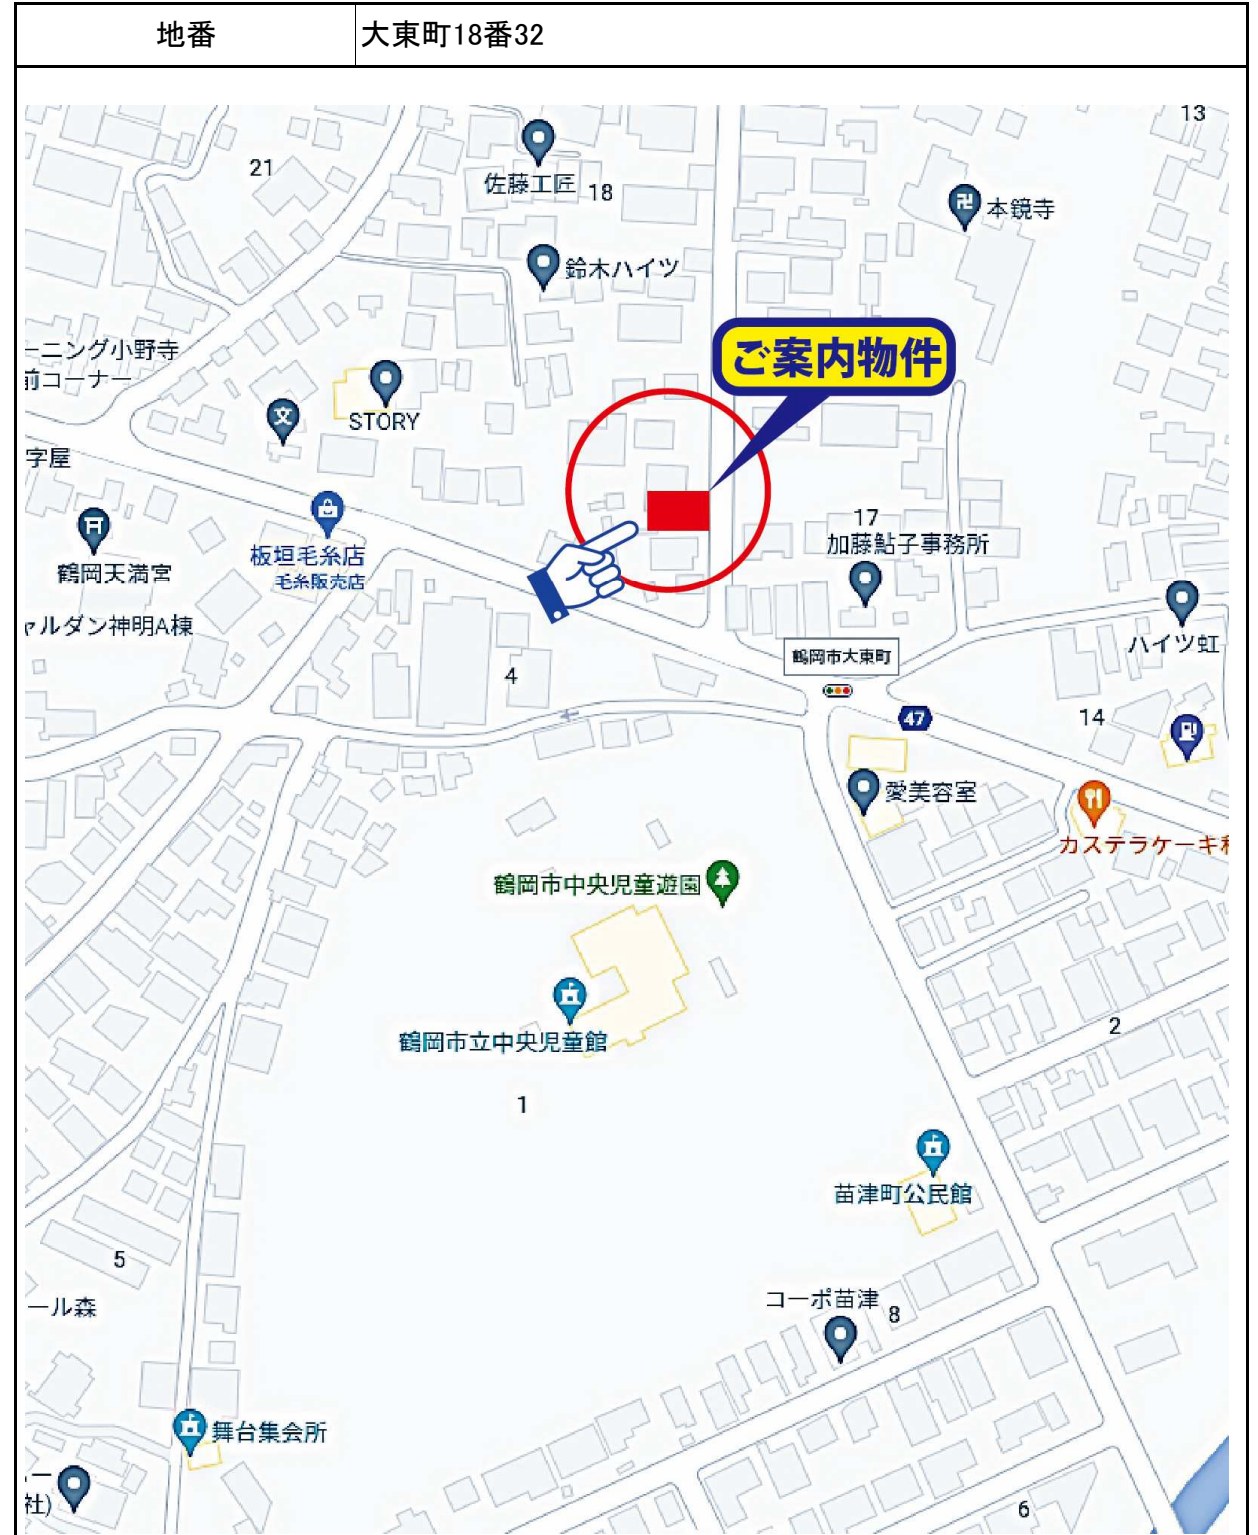 地番
大東町18番32
13
21
佐藤工匠
18
本鏡寺
鈴木ハイツ
ーニング小野寺
前コーナー
ご案内物件
STORY
文
字屋
17
加藤鮎子事務所
板垣毛糸店
毛糸販売店
鶴岡天満宮
ャルダン神明A棟
ハイツ虹
鶴岡市大東町
4
47
14
愛美容室
カステラケーキ
鶴岡市中央児童遊園
鶴岡市立中央児童館
2
1
苗津町公民館
5
ール森
コーポ苗津
8
舞台集会所
ー
社)
6